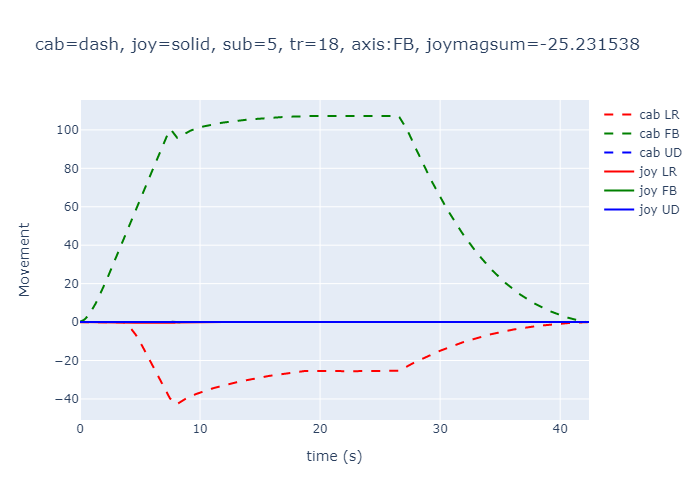 cab=dash, joy=solid, sub=5, tr=18, axis:FB, joymagsum=-25.231538
cab LR
cab FB
cab UD
joy LR
joy FB
joy UD
Movement
100
80
60
40
20
0
−20
−40
0
10
20
30
40
time (s)